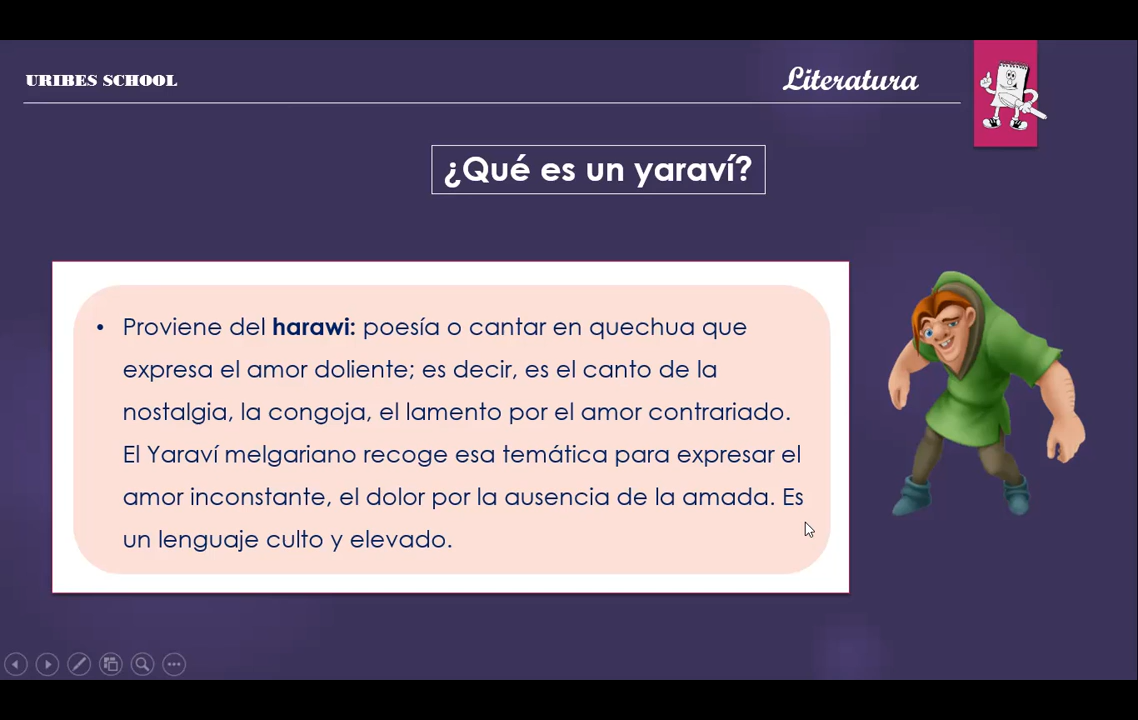 URIBES SCHOOL
Literatura
¿Qué es un yaraví?
• Proviene del harawi: poesía o cantar en quechua que
expresa el amor doliente; es decir, es el canto de la
nostalgia, la congoja, el lamento por el amor contrariado.
El Yaraví melgariano recoge esa temática para expresar el
amor inconstante, el dolor por la ausencia de la amada. Es
un lenguaje culto y elevado.